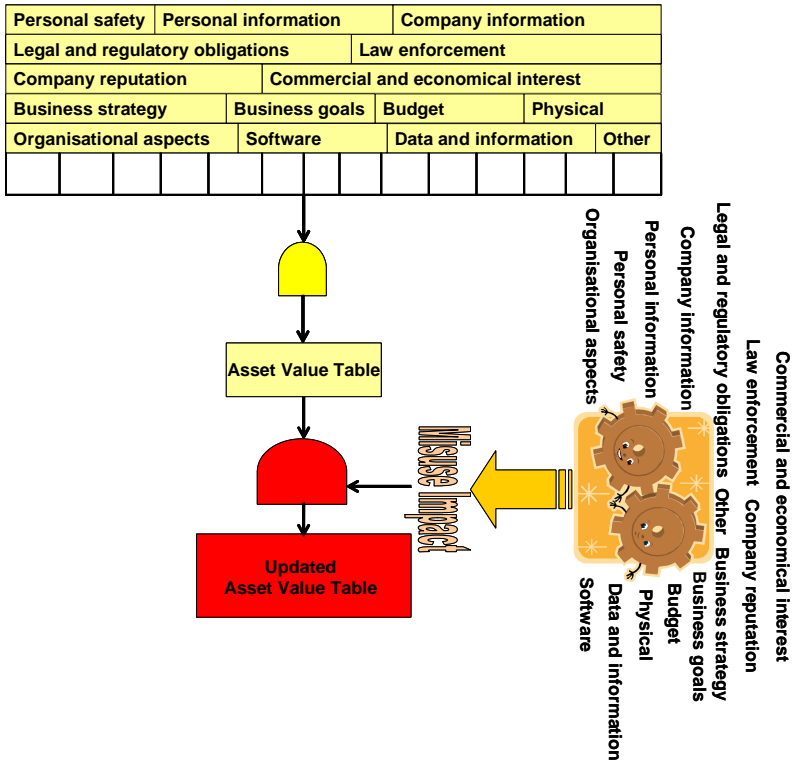 Personal safety Personal information Company information
Legal and regulatory obligations Law enforcement
Company reputation Commercial and economical interest
Business strategy Business goals Budget Physical
Organisational aspects Software Data and information Other
Asset Value Table
Updated
Asset Value Table
Misuse Impact
Commercial and economical interest
Law enforcement Company reputation
Legal and regulatory obligations Other Business strategy
Company information Business goals
Personal information Budget
Personal safety Physical
Organisational aspects Data and information
Software